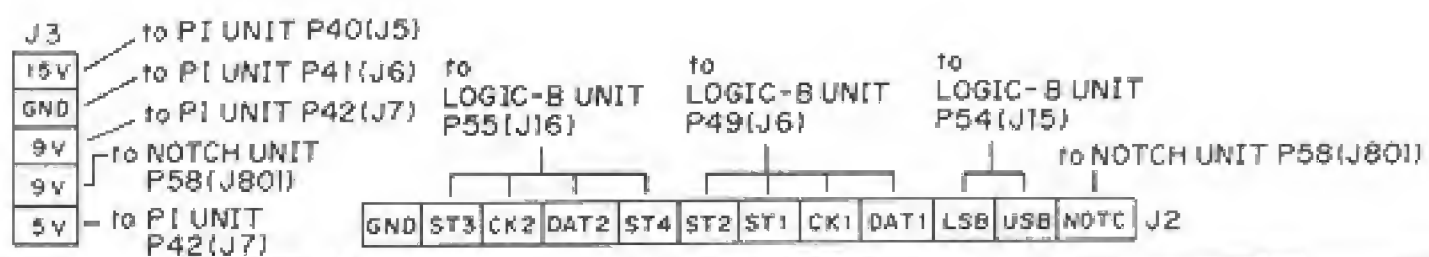 J3
15V
GND
9V
9V
5V
to PI UNIT P40(J5)
to PI UNIT P41(J6)
to PI UNIT P42(J7)
to NOTCH UNIT
P58(J801)
to PI UNIT
P42(J7)
to
LOGIC-B UNIT
P55(J16)
to
LOGIC-B UNIT
P49(J6)
to
LOGIC-B UNIT
P54(J15)
to NOTCH UNIT P58(J801)
GND ST3 CK2 DAT2 ST4 ST2 ST1 CK1 DAT1 LSB USB NOTC J2